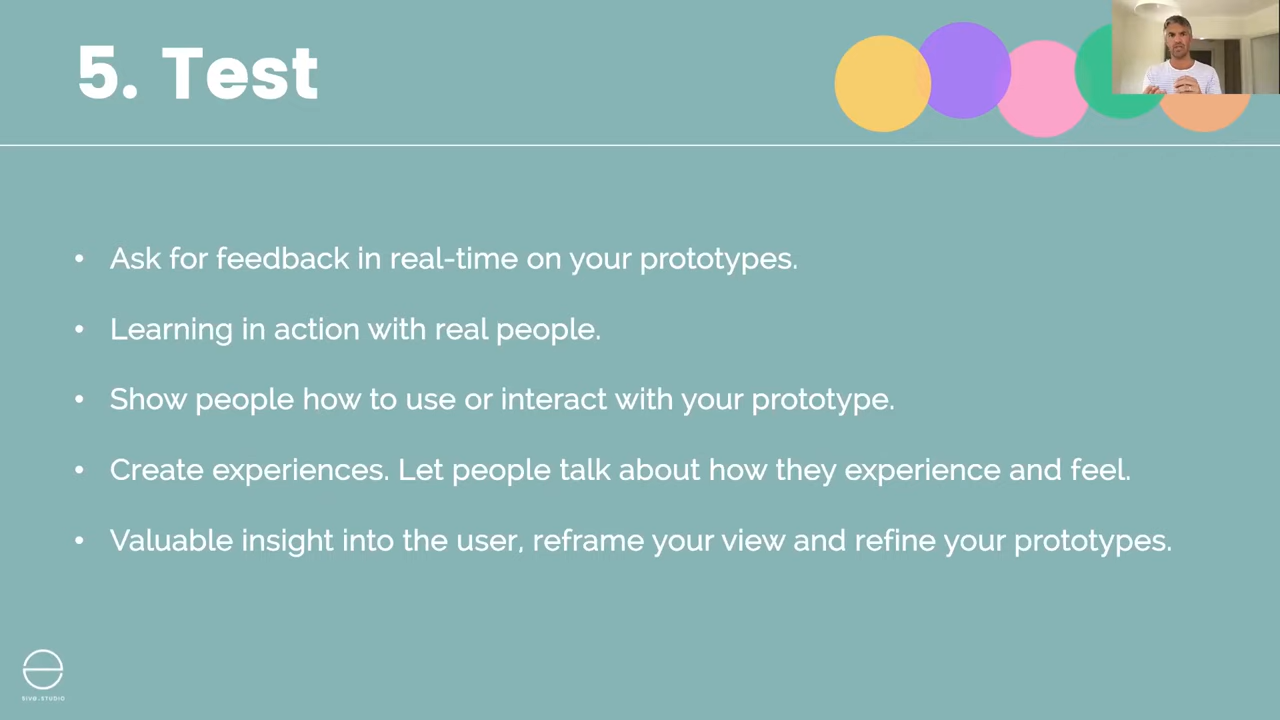 5. Test
• Ask for feedback in real-time on your prototypes.
• Learning in action with real people.
• Show people how to use or interact with your prototype.
• Create experiences. Let people talk about how they experience and feel.
• Valuable insight into the user, reframe your view and refine your prototypes.